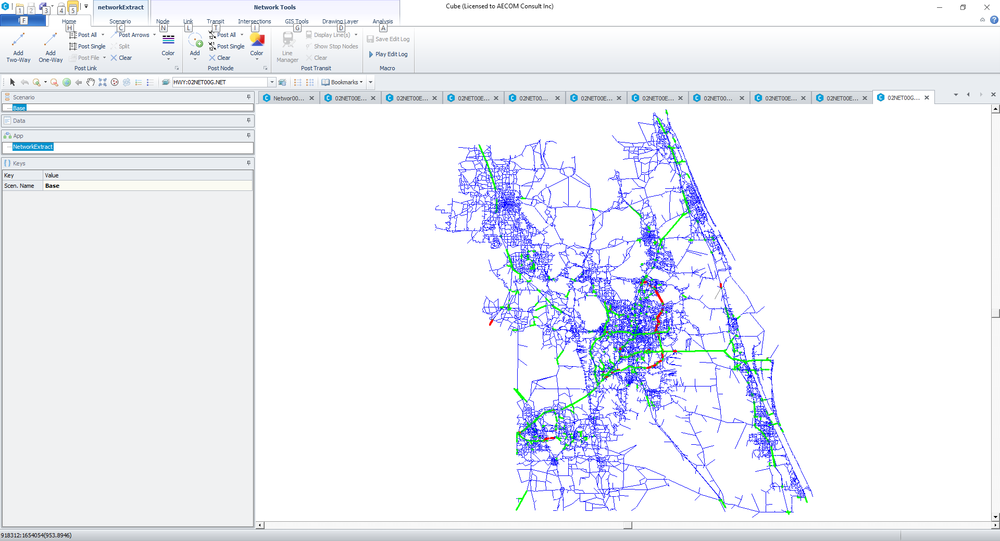 networkExtract
Network Tools
Cube (Licensed to AECOM Consult Inc)
1 2 3 4 5
F
Home Scenario Node Link Transit Intersections GIS Tools Drawing Layer Analysis
H C N L T I G D A
Add Two-Way
Add One-Way
Post All
Post Single
Post File
Post Arrows
Split
Clear
Color
Post Link
Add
Post All
Post Single
Clear
Color
Post Node
Line Manager
Display Line(s)
Show Stop Nodes
Clear
Post Transit
Save Edit Log
Play Edit Log
Macro
HWY:02NET00G.NET
Bookmarks
Scenario
Base
Data
App
NetworkExtract
Keys
Key Value
Scen. Name Base
Networ00... 02NET00E... 02NET00E... 02NET00E... 02NET00... 02NET00E... 02NET00E... 02NET00... 02NET00E... 02NET00E... 02NET00G...
918312:1654054(953.8946)